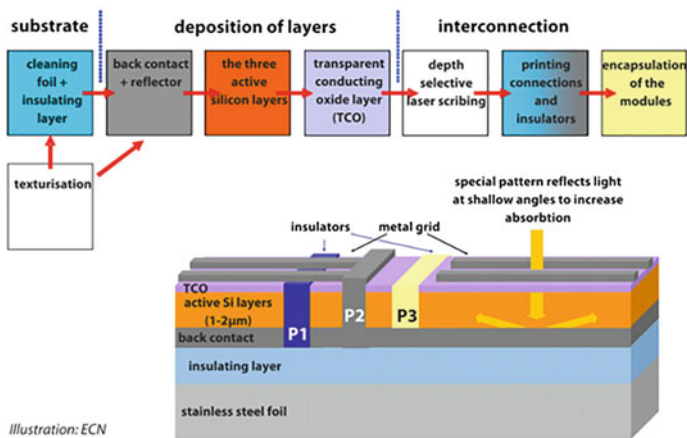 substrate
deposition of layers
interconnection
cleaning
foil +
insulating
layer
back contact
+ reflector
the three
active
silicon layers
transparent
conducting
oxide layer
(TCO)
depth
selective
laser scribing
printing
connections
and
insulators
encapsulation
of the
modules
texturisation
special pattern reflects light
at shallow angles to increase
absorbtion
insulators
metal grid
TCO
active Si layers
(1-2µm)
P1
P2
P3
back contact
insulating layer
stainless steel foil
Illustration: ECN